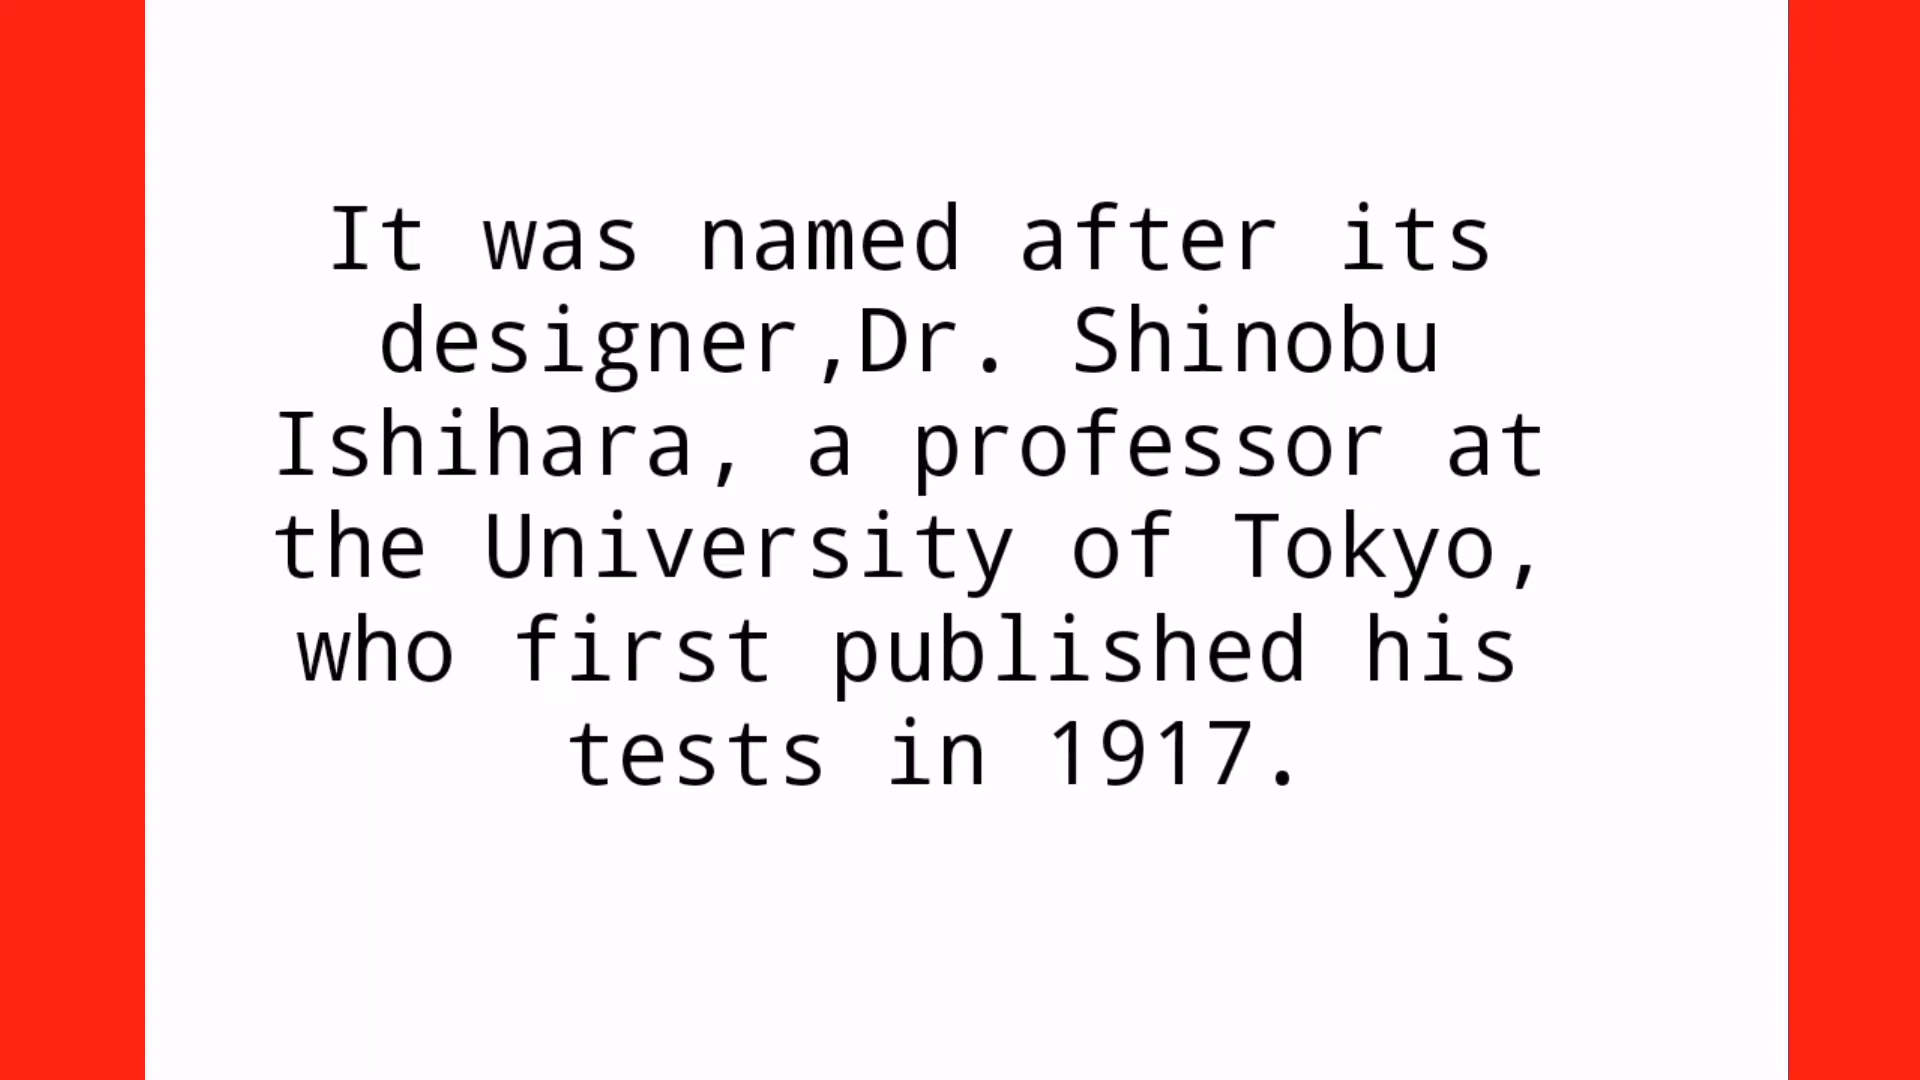 It was named after its
designer,Dr. Shinobu
Ishihara, a professor at
the University of Tokyo,
who first published his
tests in 1917.